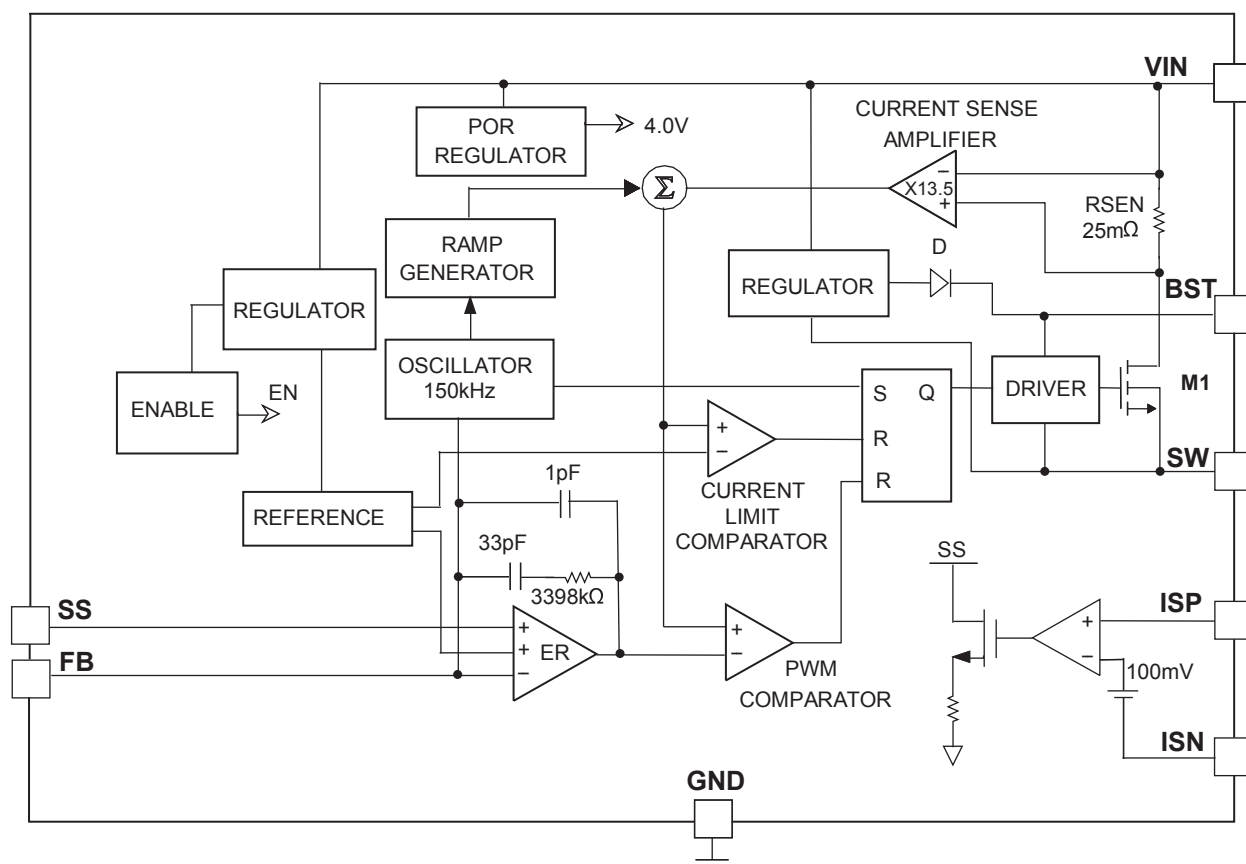 VIN
CURRENT SENSE
AMPLIFIER
POR
REGULATOR
4.0V
Σ
X13.5
−
+
RSEN
25mΩ
RAMP
GENERATOR
D
REGULATOR
REGULATOR
BST
OSCILLATOR
150kHz
EN
ENABLE
S Q
R
R
DRIVER
M1
+
−
SW
1pF
CURRENT
LIMIT
COMPARATOR
REFERENCE
33pF
3398kΩ
SS
SS
ISP
+
+
−
ER
FB
+
−
PWM
COMPARATOR
+
−
100mV
ISN
GND